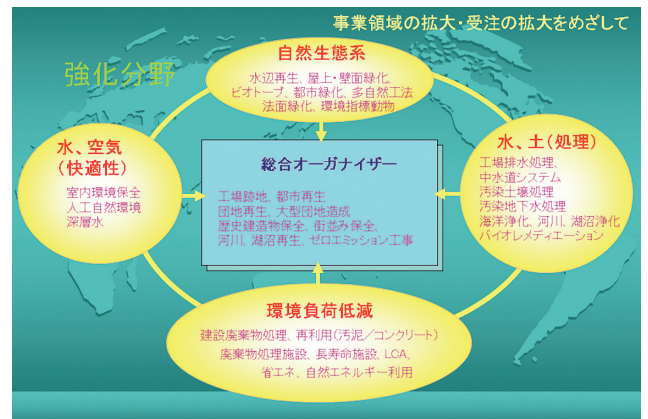 事業領域の拡大・受注の拡大をめざして
強化分野
自然生態系
水辺再生、屋上・壁面緑化、
ビオトープ、都市緑化、多自然工法
法面緑化、環境指標動物
水、空気
(快適性)
室内環境保全
人工自然環境
深層水
総合オーガナイザー
工場跡地、都市再生
団地再生、大型団地造成
歴史建造物保全、街並み保全、
河川、湖沼再生、ゼロエミッション工事
水、土(処理)
工場排水処理、
中水道システム
汚染土壌処理
汚染地下水処理
海洋浄化、河川、湖沼浄化
バイオレメディエーション
環境負荷低減
建設廃棄物処理、再利用(汚泥/コンクリート)
廃棄物処理施設、長寿命施設、LCA、
省エネ、自然エネルギー利用